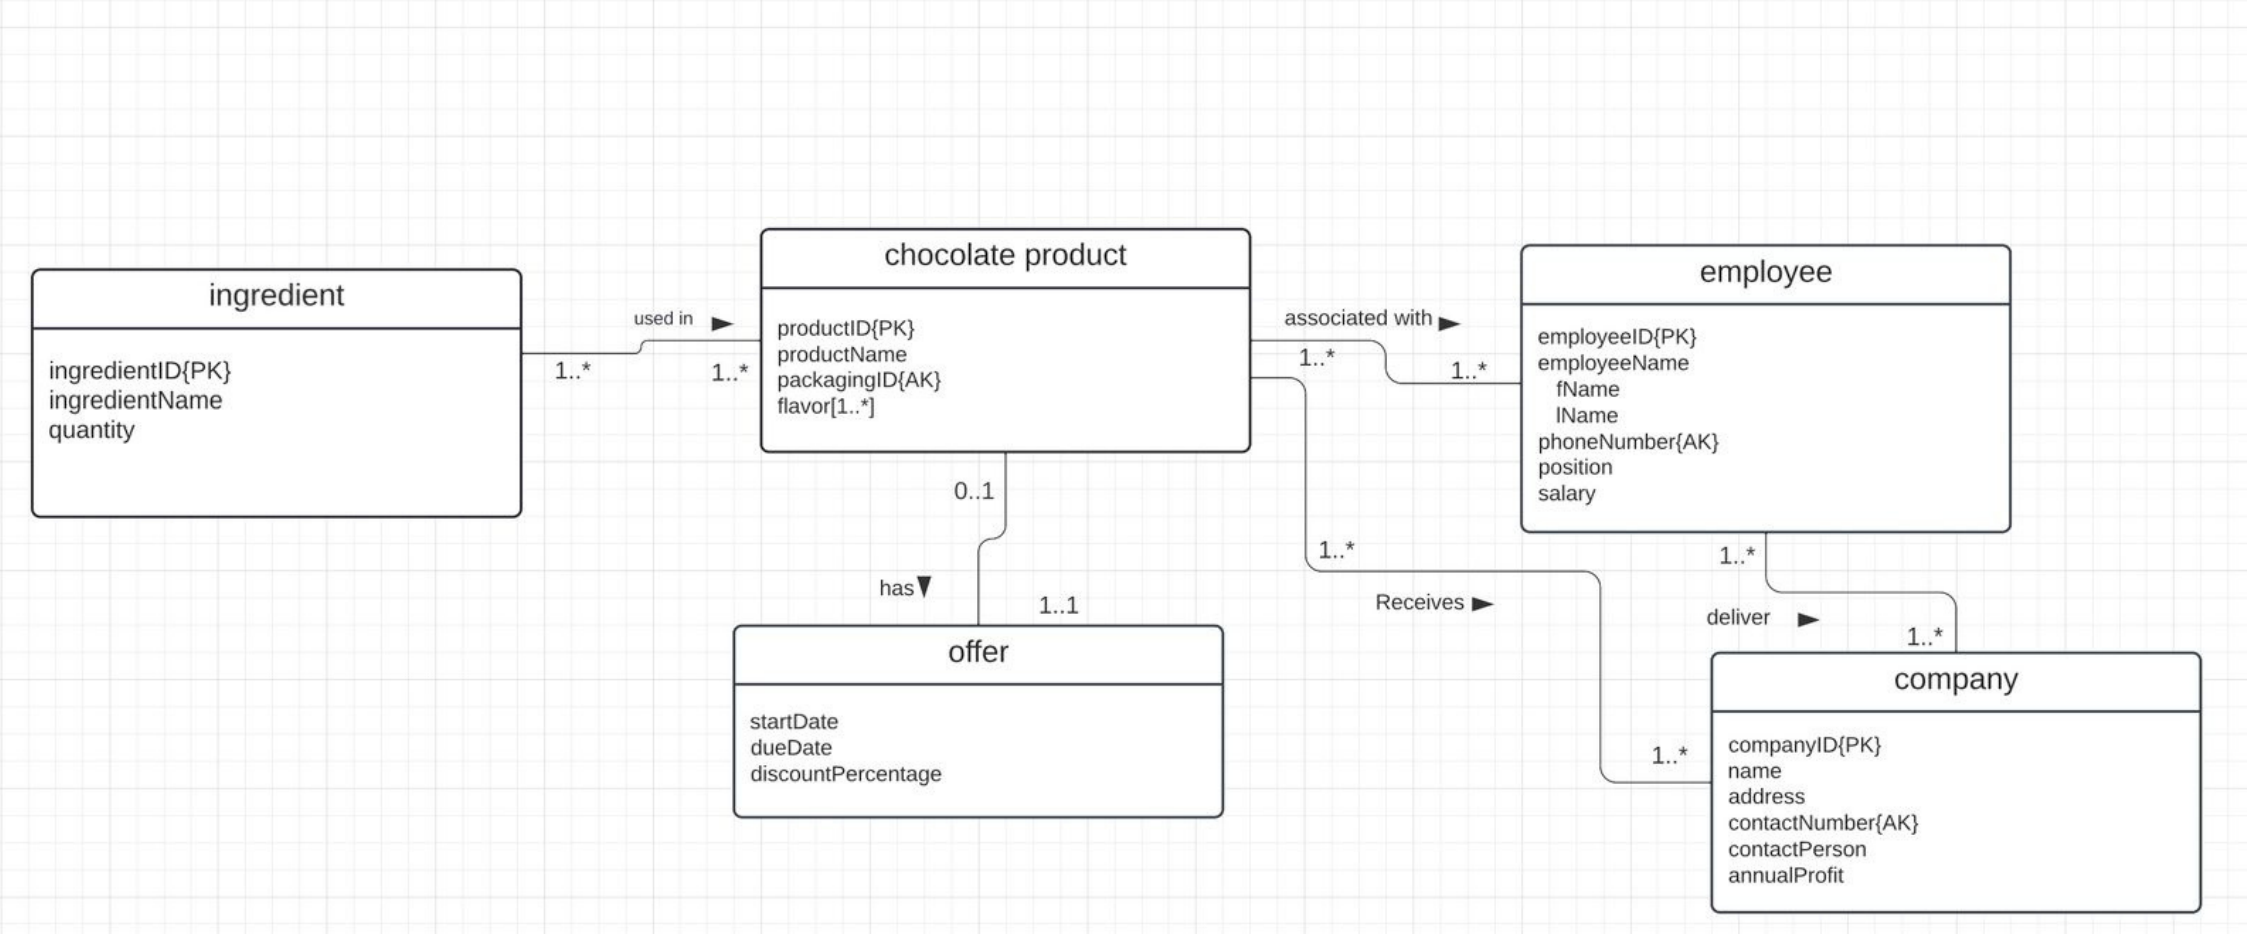 ingredient
ingredientID{PK}
ingredientName
quantity
used in
1..*
1..*
chocolate product
productID{PK}
productName
packagingID{AK}
flavor[1..*]
associated with
1..*
1..*
employee
employeeID{PK}
employeeName
fName
lName
phoneNumber{AK}
position
salary
0..1
has
1..1
offer
startDate
dueDate
discountPercentage
1..*
Receives
1..*
1..*
deliver
1..*
company
companyID{PK}
name
address
contactNumber{AK}
contactPerson
annualProfit